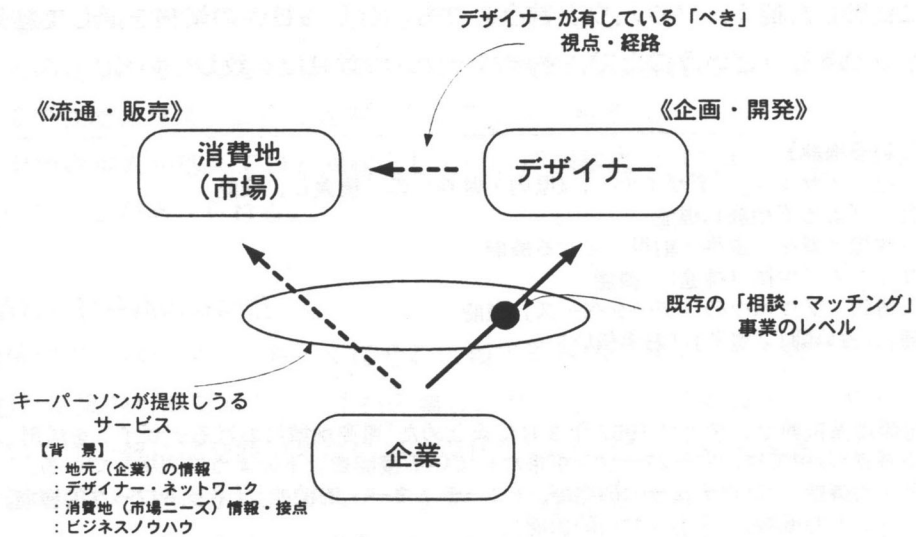 デザイナーが有している「べき」
視点・経路
《流通・販売》
《企画・開発》
消費地
（市場）
デザイナー
既存の「相談・マッチング」
事業のレベル
キーパーソンが提供しうる
サービス
【背　景】
：地元（企業）の情報
：デザイナー・ネットワーク
：消費地（市場ニーズ）情報・接点
：ビジネスノウハウ
企業